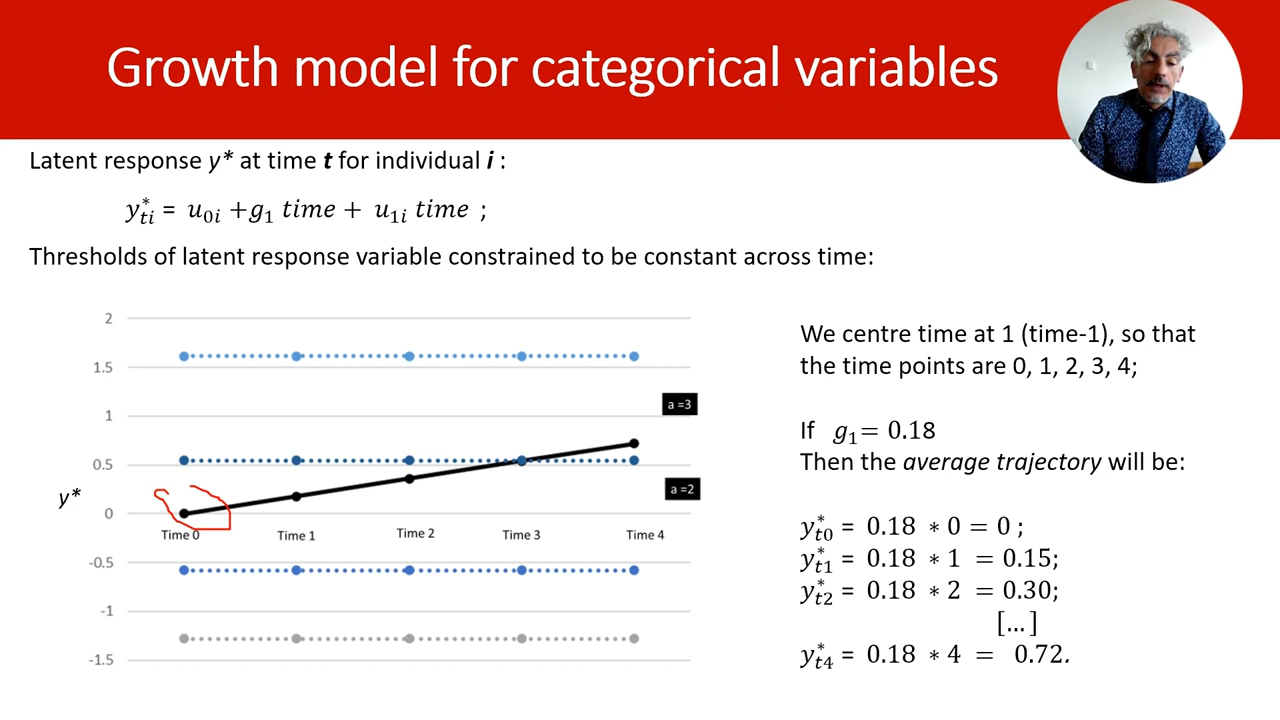 Growth model for categorical variables
Latent response y* at time t for individual i :
y*ti = u0i +g1 time + u1i time ;
Thresholds of latent response variable constrained to be constant across time:
2
1.5
1
0.5
0
-0.5
-1
-1.5
y*
Time 0 Time 1 Time 2 Time 3 Time 4
a =3
a =2
We centre time at 1 (time-1), so that
the time points are 0, 1, 2, 3, 4;
If g1= 0.18
Then the average trajectory will be:
y*t0 = 0.18 ∗ 0 = 0 ;
y*t1 = 0.18 ∗ 1 = 0.15;
y*t2 = 0.18 ∗ 2 = 0.30;
[…]
y*t4 = 0.18 ∗ 4 = 0.72.